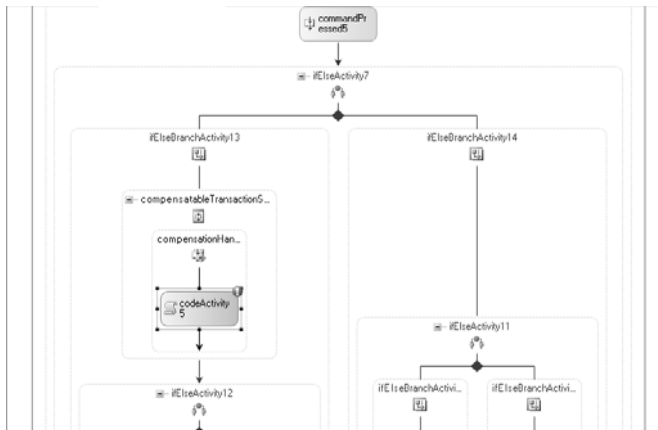 commandPr
essed5
ifElseActivity7
ifElseBranchActivity13
ifElseBranchActivity14
compensatableTransactionS...
compensationHan...
codeActivity
5
ifElseActivity11
ifElseActivity12
ifElseBranchActivi...
ifElseBranchActivi...